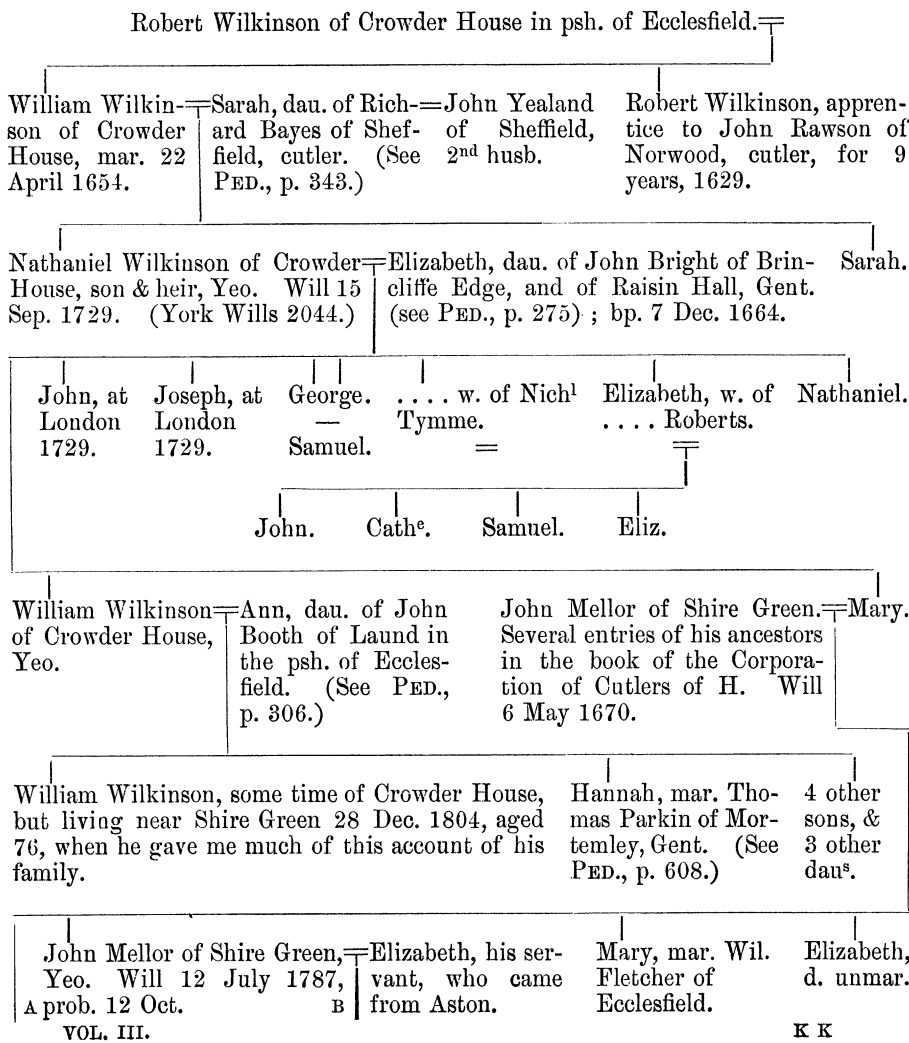 Robert Wilkinson of Crowder House in psh. of Ecclesfield.
William Wilkin-
son of Crowder
House, mar. 22
April 1654.
Sarah, dau. of Rich-
ard Bayes of Shef-
field, cutler. (See
PED., p. 343.)
John Yealand
of Sheffield,
2nd husb.
Robert Wilkinson, appren-
tice to John Rawson of
Norwood, cutler, for 9
years, 1629.
Nathaniel Wilkinson of Crowder
House, son & heir, Yeo. Will 15
Sep. 1729. (York Wills 2044.)
Elizabeth, dau. of John Bright of Brin-
cliffe Edge, and of Raisin Hall, Gent.
(see PED., p. 275) ; bp. 7 Dec. 1664.
Sarah.
John, at
London
1729.
Joseph, at
London
1729.
George.
—
Samuel.
. . . . w. of Nichl
Tymme.
=
Elizabeth, w. of
. . . . Roberts.
Nathaniel.
John.
Cathe.
Samuel.
Eliz.
William Wilkinson
of Crowder House,
Yeo.
Ann, dau. of John
Booth of Laund in
the psh. of Eccles-
field. (See PED.,
p. 306.)
John Mellor of Shire Green.
Several entries of his ancestors
in the book of the Corpora-
tion of Cutlers of H. Will
6 May 1670.
Mary.
William Wilkinson, some time of Crowder House,
but living near Shire Green 28 Dec. 1804, aged
76, when he gave me much of this account of his
family.
Hannah, mar. Tho-
mas Parkin of Mor-
temley, Gent. (See
PED., p. 608.)
4 other
sons, &
3 other
daus.
John Mellor of Shire Green,
Yeo. Will 12 July 1787,
A prob. 12 Oct. B
Elizabeth, his ser-
vant, who came
from Aston.
Mary, mar. Wil.
Fletcher of
Ecclesfield.
Elizabeth,
d. unmar.
VOL. III. K K